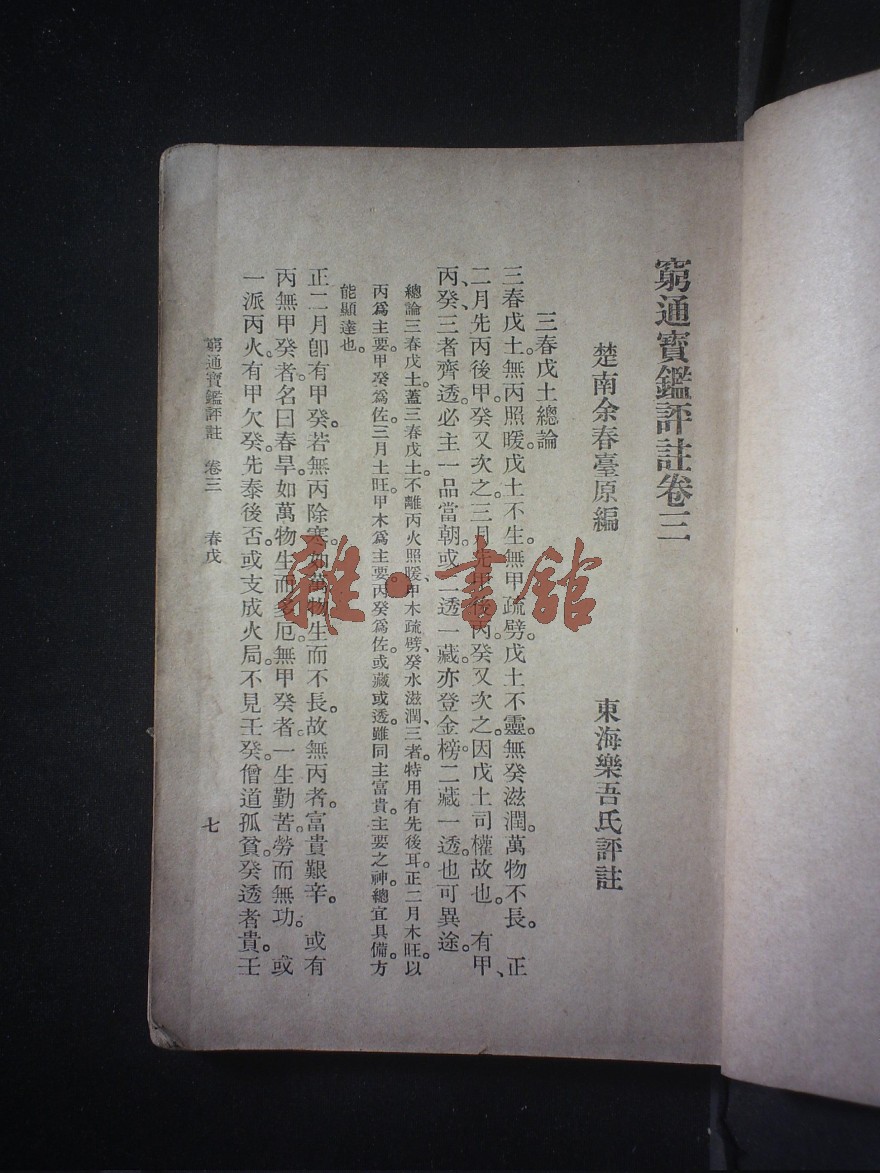 窮通寶鑑評註卷三
楚南余春臺原編 東海樂吾氏評註
三春戊土總論
三春戊土。無丙照暖。戊土不生。無甲疏劈。戊土不靈。無癸滋潤。萬物不長。 正
二月先丙後甲。癸又次之。三月先甲後丙。癸又次之。因戊土司權故也。 有甲、
丙、癸三者齊透。必主一品當朝。或二透一藏。亦登金榜。二藏一透。也可異途。
總論三春戊土。蓋三春戊土。不離丙火照暖、甲木疏劈、癸水滋潤、三者。特用有先後耳。正二月木旺。以
丙爲主要。甲癸爲佐。三月土旺。甲木爲主要。丙癸爲佐。或藏或透。雖同主富貴。主要之神。總宜具備。方
能顯達也。
正二月卽有甲癸。若無丙除寒。如萬物生而不長。故無丙者。富貴艱辛。 或有
丙無甲癸者。名曰春旱。如萬物生而多厄。無甲癸者。一生勤苦。勞而無功。 或
一派丙火。有甲欠癸。先泰後否。或支成火局。不見壬癸。僧道孤貧。癸透者貴。壬
窮通寶鑑評註 卷三 春戊 七
雜·書館